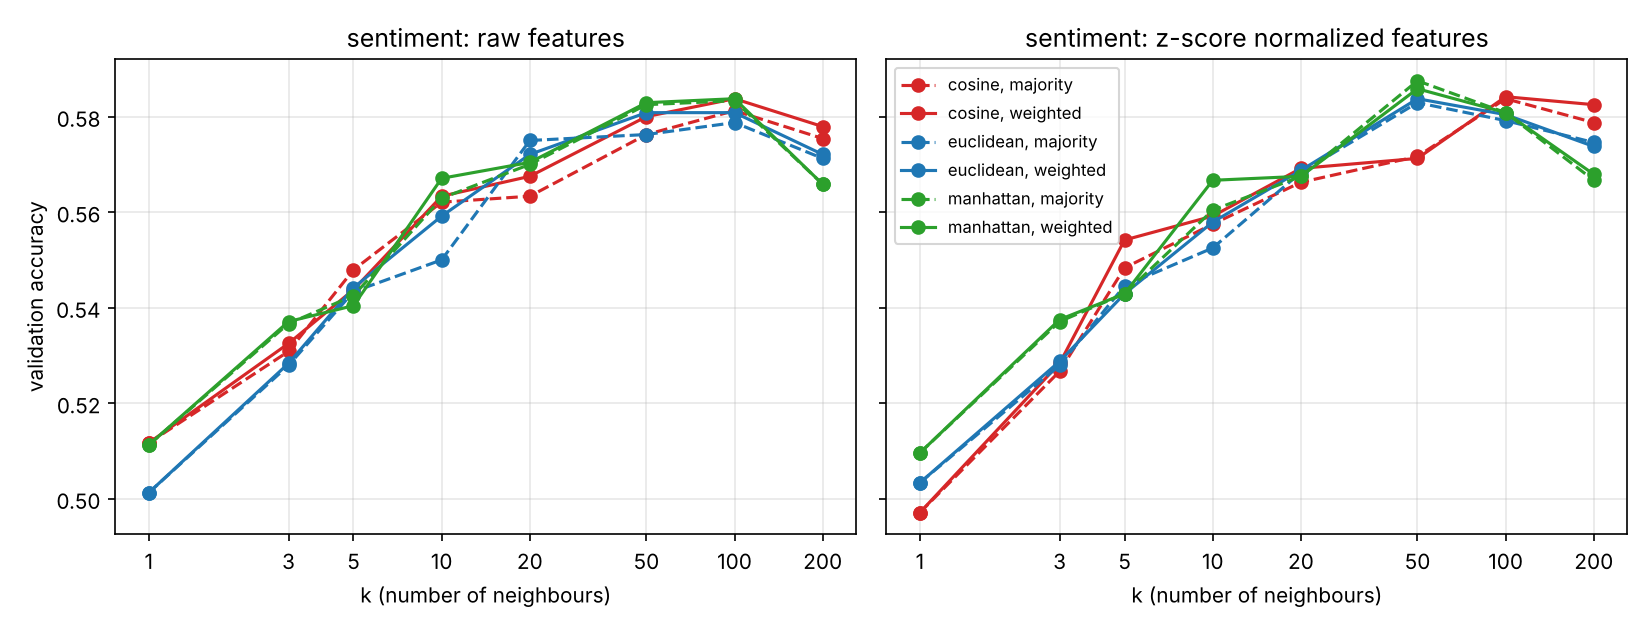 sentiment: raw features
validation accuracy
0.58
0.56
0.54
0.52
0.50
1 3 5 10 20 50 100 200
k (number of neighbours)
sentiment: z-score normalized features
cosine, majority
cosine, weighted
euclidean, majority
euclidean, weighted
manhattan, majority
manhattan, weighted
1 3 5 10 20 50 100 200
k (number of neighbours)